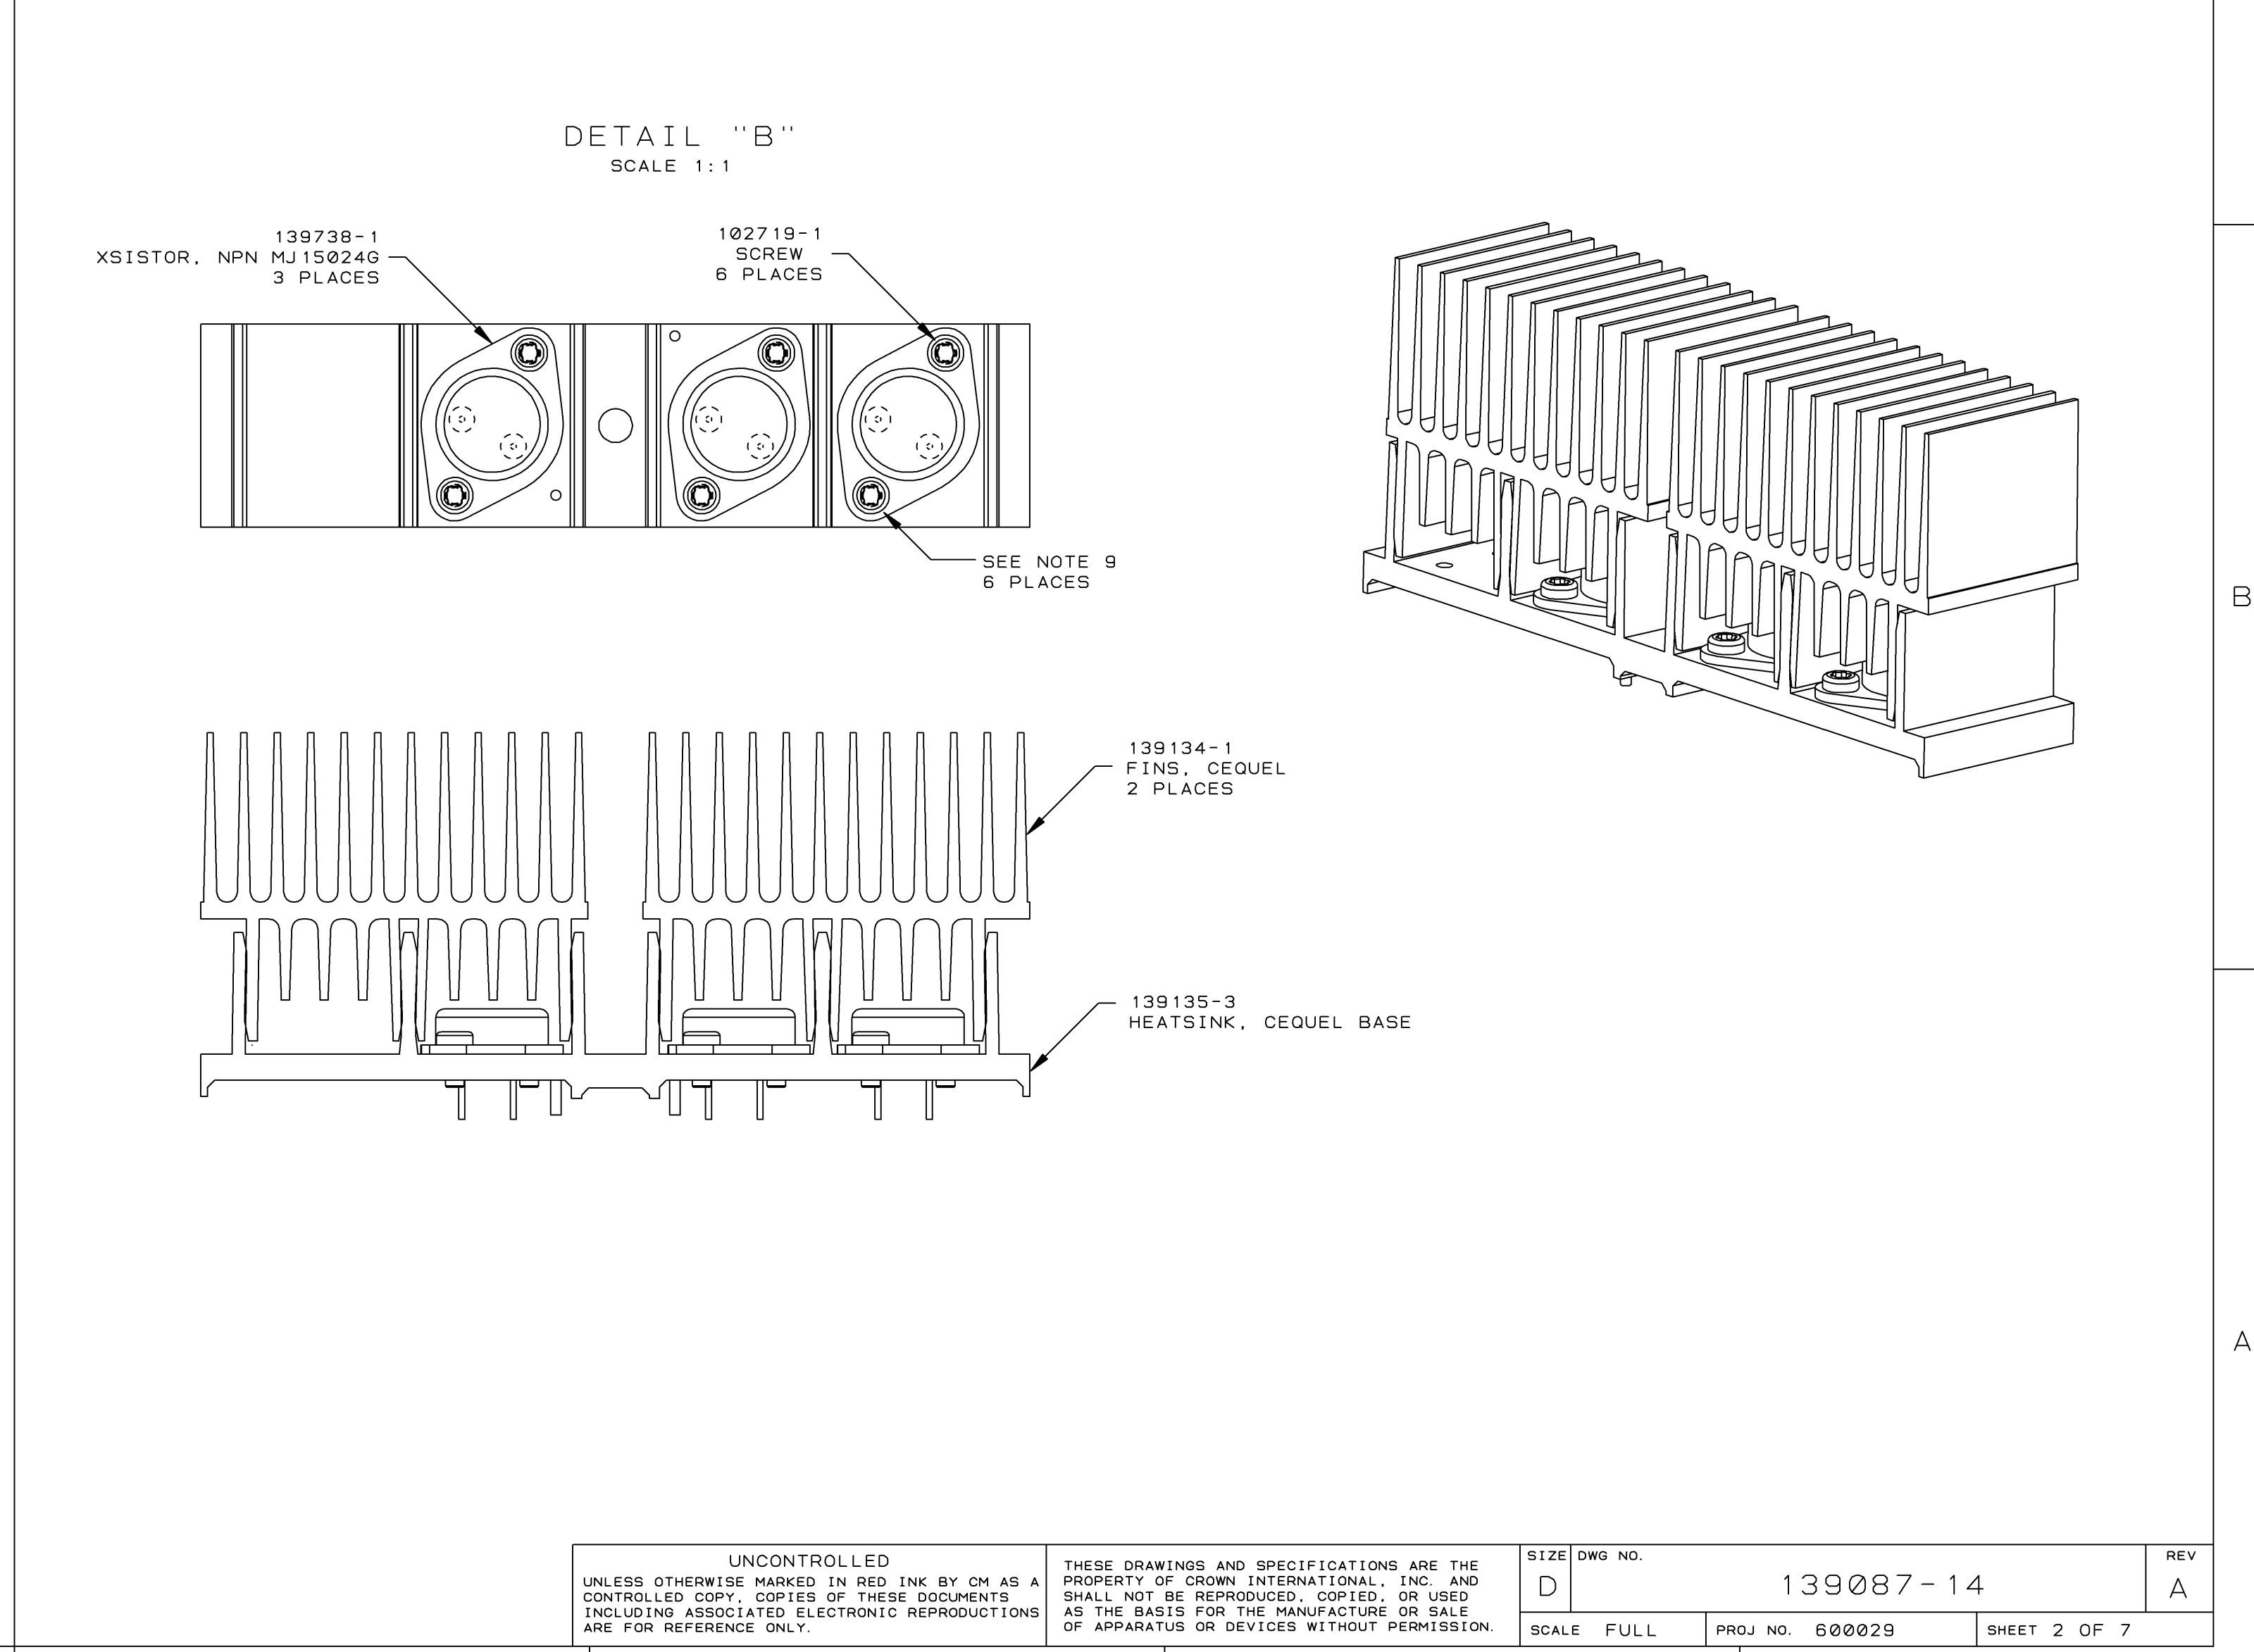 DETAIL "B"
SCALE 1:1
139738-1
XSISTOR, NPN MJ15024G
3 PLACES
102719-1
SCREW
6 PLACES
SEE NOTE 9
6 PLACES
139134-1
FINS, CEQUEL
2 PLACES
139135-3
HEATSINK, CEQUEL BASE
B
A
UNCONTROLLED
UNLESS OTHERWISE MARKED IN RED INK BY CM AS A
CONTROLLED COPY, COPIES OF THESE DOCUMENTS
INCLUDING ASSOCIATED ELECTRONIC REPRODUCTIONS
ARE FOR REFERENCE ONLY.
THESE DRAWINGS AND SPECIFICATIONS ARE THE
PROPERTY OF CROWN INTERNATIONAL, INC. AND
SHALL NOT BE REPRODUCED, COPIED, OR USED
AS THE BASIS FOR THE MANUFACTURE OR SALE
OF APPARATUS OR DEVICES WITHOUT PERMISSION.
SIZE
D
DWG NO.
139087-14
REV
A
SCALE FULL
PROJ NO. 600029
SHEET 2 OF 7